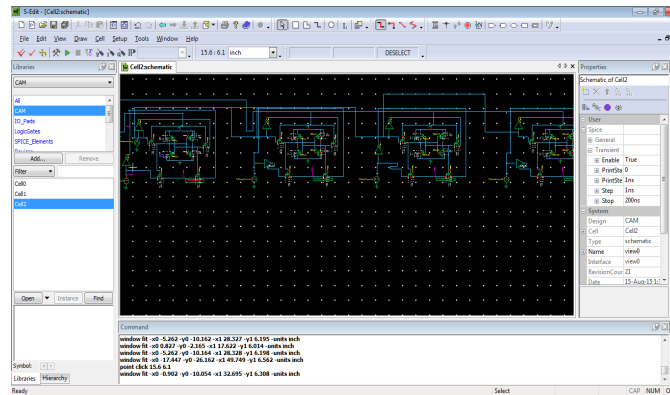 S-Edit - [Cell2:schematic]
File Edit View Draw Cell Setup Tools Window Help
15.6 : 6.1 inch DESELECT
Libraries
CAM
All
CAM
IO_Pads
LogicGates
SPICE_Elements
Add... Remove
Filter
Cell0
Cell1
Cell2
Open Instance Find
Symbol:
Libraries Hierarchy
Cell2:schematic
Properties
Schematic of Cell2
User
Spice
General
Transient
Enable True
PrintSta 0
PrintSte 1ns
Step 1ns
Stop 200ns
System
Design CAM
Cell Cell2
Type schematic
Name view0
Interface view0
RevisionCour 21
Date 15-Aug-15 1:
Command
window fit -x0 -5.262 -y0 -10.162 -x1 28.327 -y1 6.195 -units inch
window fit -x0 0.827 -y0 -2.165 -x1 17.622 -y1 6.014 -units inch
window fit -x0 -5.262 -y0 -10.164 -x1 28.328 -y1 6.198 -units inch
window fit -x0 -17.447 -y0 -26.162 -x1 49.749 -y1 6.562 -units inch
point click 15.6 6.1
window fit -x0 -0.902 -y0 -10.054 -x1 32.695 -y1 6.308 -units inch
Ready Select CAP NUM